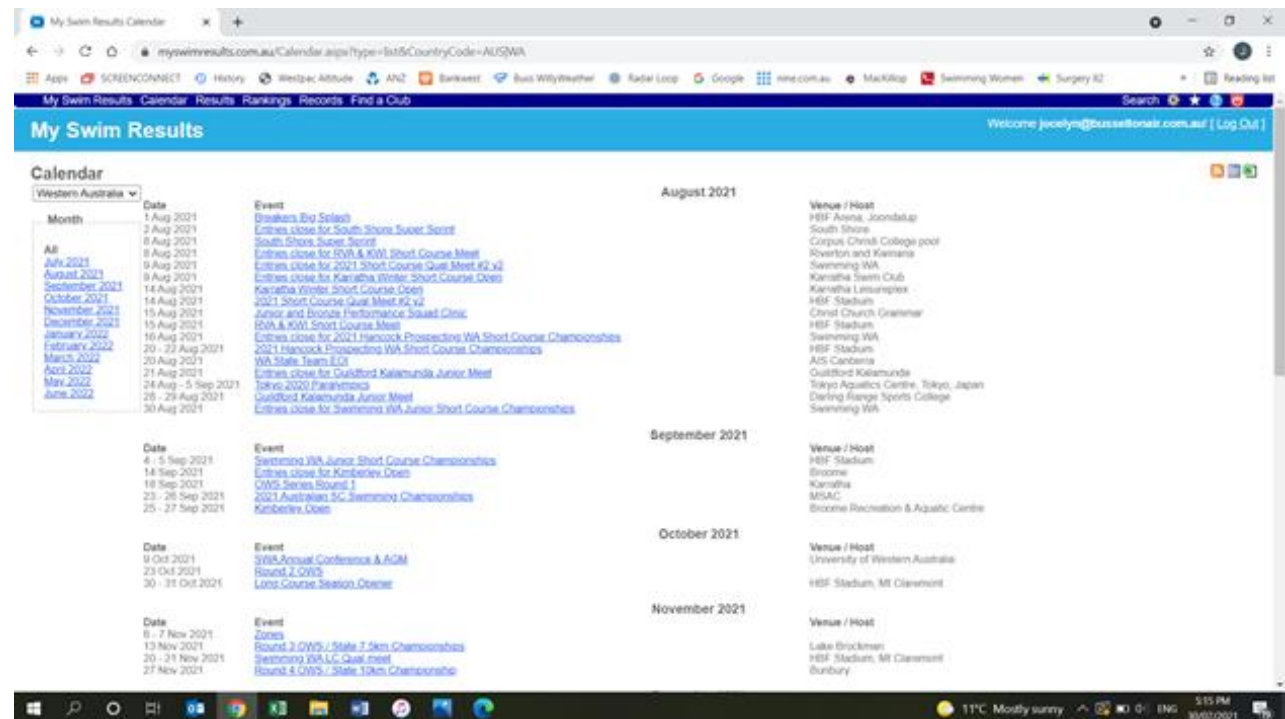 My Swim Results Calendar
myswimresults.com.au/Calendar.aspx?type=list&CountryCode=AUS|WA
Apps SCREENCONNECT History Westpac Altitude ANZ Bankwest Buss WillyWeather Radar Loop Google nine.com.au MacKillop Swimming Women Surgery X2 » Reading list
My Swim Results Calendar Results Rankings Records Find a Club Search
My Swim Results Welcome jocelyn@busseltonair.com.au! [ Log Out ]
Calendar
Western Australia
Month
All
July 2021
August 2021
September 2021
October 2021
November 2021
December 2021
January 2022
February 2022
March 2022
April 2022
May 2022
June 2022
August 2021
Date Event Venue / Host
1 Aug 2021 Breakers Big Splash HBF Arena, Joondalup
2 Aug 2021 Entries close for South Shore Super Sprint South Shore
8 Aug 2021 South Shore Super Sprint Corpus Christi College pool
8 Aug 2021 Entries close for RVA & KWI Short Course Meet Riverton and Kwinana
9 Aug 2021 Entries close for 2021 Short Course Qual Meet #2 v2 Swimming WA
9 Aug 2021 Entries close for Karratha Winter Short Course Open Karratha Swim Club
14 Aug 2021 Karratha Winter Short Course Open Karratha Leisureplex
14 Aug 2021 2021 Short Course Qual Meet #2 v2 HBF Stadium
15 Aug 2021 Junior and Bronze Performance Squad Clinic Christ Church Grammar
15 Aug 2021 RVA & KWI Short Course Meet HBF Stadium
16 Aug 2021 Entries close for 2021 Hancock Prospecting WA Short Course Championships Swimming WA
20 - 22 Aug 2021 2021 Hancock Prospecting WA Short Course Championships HBF Stadium
20 Aug 2021 WA State Team EOI AIS Canberra
21 Aug 2021 Entries close for Guildford Kalamunda Junior Meet Guildford Kalamunda
24 Aug - 5 Sep 2021 Tokyo 2020 Paralympics Tokyo Aquatics Centre, Tokyo, Japan
28 - 29 Aug 2021 Guildford Kalamunda Junior Meet Darling Range Sports College
30 Aug 2021 Entries close for Swimming WA Junior Short Course Championships Swimming WA
September 2021
Date Event Venue / Host
4 - 5 Sep 2021 Swimming WA Junior Short Course Championships HBF Stadium
14 Sep 2021 Entries close for Kimberley Open Broome
18 Sep 2021 OWS Series Round 1 Karratha
23 - 26 Sep 2021 2021 Australian SC Swimming Championships MSAC
25 - 27 Sep 2021 Kimberley Open Broome Recreation & Aquatic Centre
October 2021
Date Event Venue / Host
9 Oct 2021 SWA Annual Conference & AGM University of Western Australia
23 Oct 2021 Round 2 OWS
30 - 31 Oct 2021 Long Course Season Opener HBF Stadium, Mt Claremont
November 2021
Date Event Venue / Host
6 - 7 Nov 2021 Zones
13 Nov 2021 Round 3 OWS / State 7.5km Championships Lake Brockman
20 - 21 Nov 2021 Swimming WA LC Qual meet HBF Stadium, Mt Claremont
27 Nov 2021 Round 4 OWS / State 10km Championship Bunbury
11°C Mostly sunny ENG 5:15 PM
30/07/2021